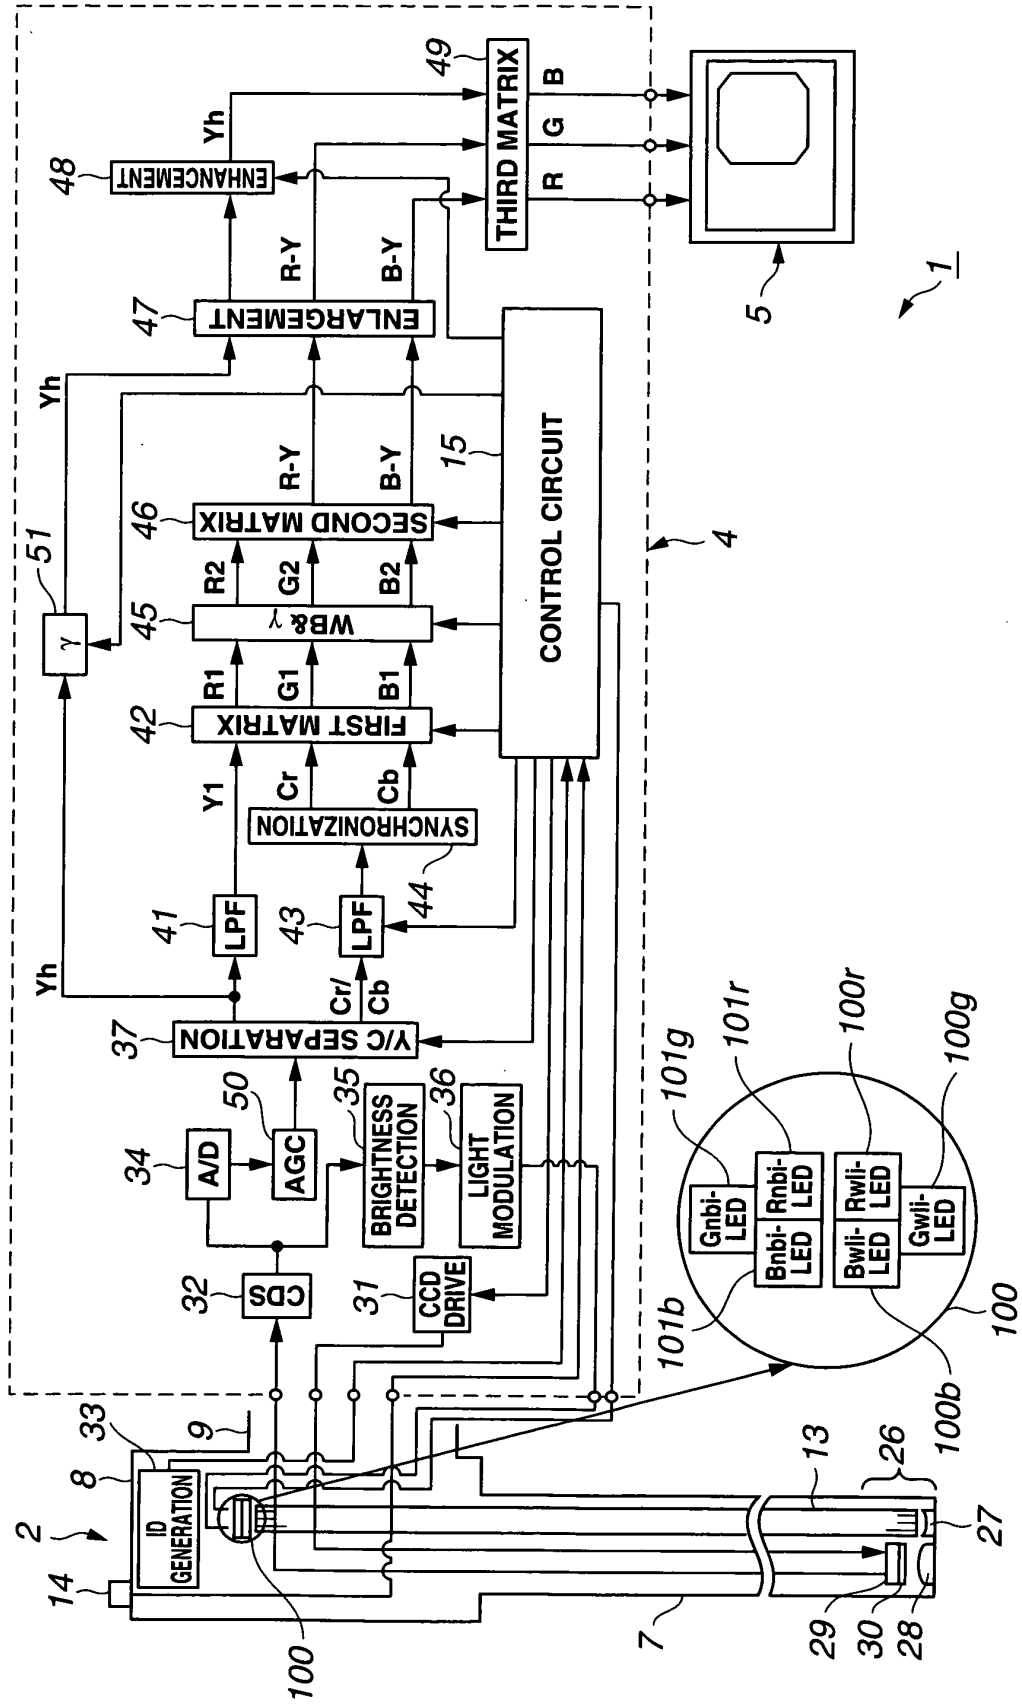 2
14
8
33
9
ID
GENERATION
100
7
29
30
28
27
26
13
32
CDS
34
A/D
50
AGC
35
BRIGHTNESS
DETECTION
36
LIGHT
MODULATION
31
CCD
DRIVE
37
Y/C SEPARATION
Yh
41
LPF
43
LPF
Cr/
Cb
44
SYNCHRONIZATION
Y1
Cr
Cb
42
FIRST MATRIX
R1
G1
B1
45
WB&γ
R2
G2
B2
46
SECOND MATRIX
R-Y
B-Y
51
γ
Yh
47
ENLARGEMENT
R-Y
B-Y
48
ENHANCEMENT
Yh
49
THIRD MATRIX
R
G
B
15
CONTROL CIRCUIT
4
5
1
101g
101r
101b
100r
100g
100b
100
Gnbi-
LED
Bnbi-
LED
Rnbi-
LED
Bwli-
LED
Rwli-
LED
Gwli-
LED